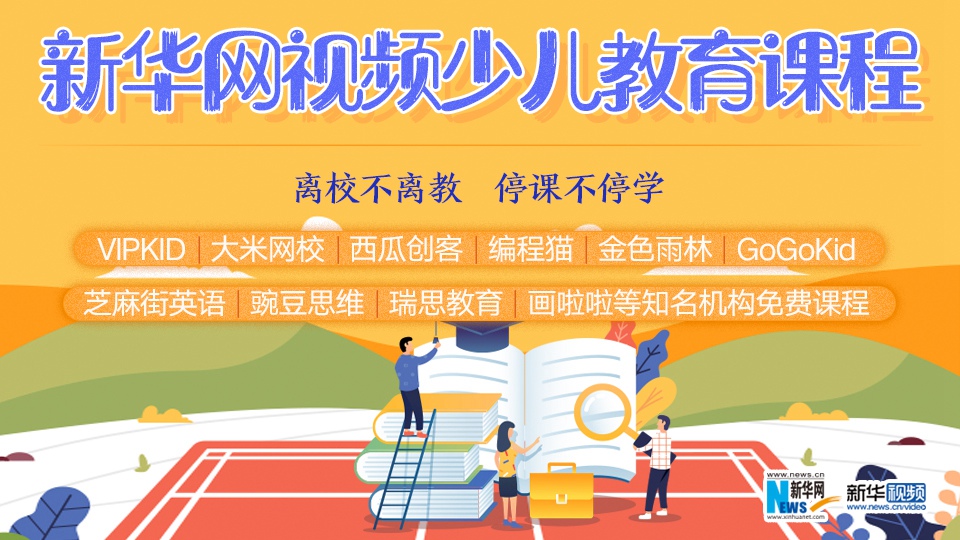 新华网视频少儿教育课程
离校不离教 停课不停学
VIPKID|大米网校|西瓜创客|编程猫|金色雨林|GoGoKid
芝麻街英语|豌豆思维|瑞思教育|画啦啦等知名机构免费课程
www.news.cn
新华网
NEWS
www.xinhuanet.com
新华视频
www.news.cn/video